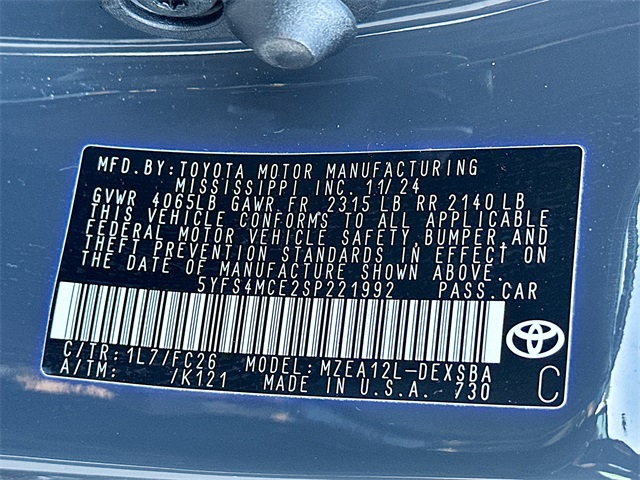 MFD.BY:TOYOTA MOTOR MANUFACTURING
MISSISSIPPI INC. 11/24
GVWR 4065LB GAWR FR 2315 LB RR 2140 LB
THIS VEHICLE CONFORMS TO ALL APPLICABLE
FEDERAL MOTOR VEHICLE SAFETY,BUMPER,AND
THEFT PREVENTION STANDARDS IN EFFECT ON
THE DATE OF MANUFACTURE SHOWN ABOVE.
5YFS4MCE2SP221992 PASS.CAR
C/TR:1L7/FC26 MODEL:MZEA12L-DEXSBA
A/TM: /K121 MADE IN U.S.A. 730
C